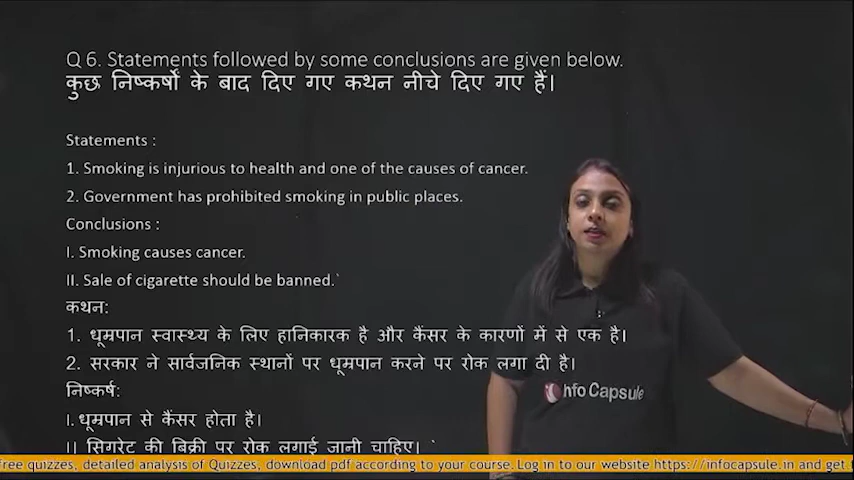 Q 6. Statements followed by some conclusions are given below.
कुछ निष्कर्षों के बाद दिए गए कथन नीचे दिए गए हैं।
Statements :
1. Smoking is injurious to health and one of the causes of cancer.
2. Government has prohibited smoking in public places.
Conclusions :
I. Smoking causes cancer.
II. Sale of cigarette should be banned.`
कथन:
1. धूम्रपान स्वास्थ्य के लिए हानिकारक है और कैंसर के कारणों में से एक है।
2. सरकार ने सार्वजनिक स्थानों पर धूम्रपान करने पर रोक लगा दी है।
निष्कर्ष:
I. धूम्रपान से कैंसर होता है।
II सिगरेट की बिक्री पर रोक लगाई जानी चाहिए। `
nfo Capsule
free quizzes, detailed analysis of Quizzes, download pdf according to your course. Log in to our website https://infocapsule.in and get